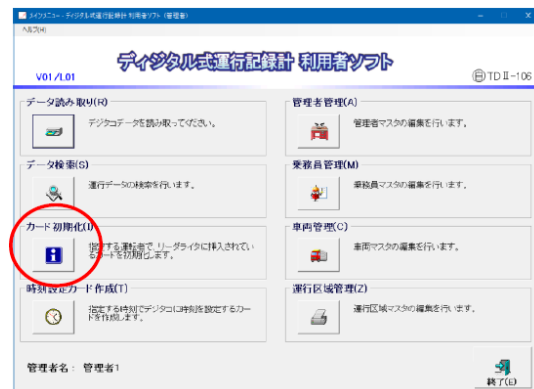 メインメニュー - ディジタル式運行記録計 利用者ソフト (管理者)
ヘルプ(H)
ディジタル式運行記録計 利用者ソフト
V01/L01
TDⅡ-106
データ読み取り(R)
デジタコデータを読み取ってください。
データ検索(S)
運行データの検索を行います。
カード初期化(I)
指定する運転者で、リーダライタに挿入されてい
るカードを初期化します。
時刻設定カード作成(T)
指定する時刻でデジタコに時刻を設定するカー
ドを作成します。
管理者管理(A)
管理者マスタの編集を行います。
乗務員管理(M)
乗務員マスタの編集を行います。
車両管理(C)
車両マスタの編集を行います。
運行区域管理(Z)
運行区域マスタの編集を行います。
管理者名： 管理者1
終了(E)